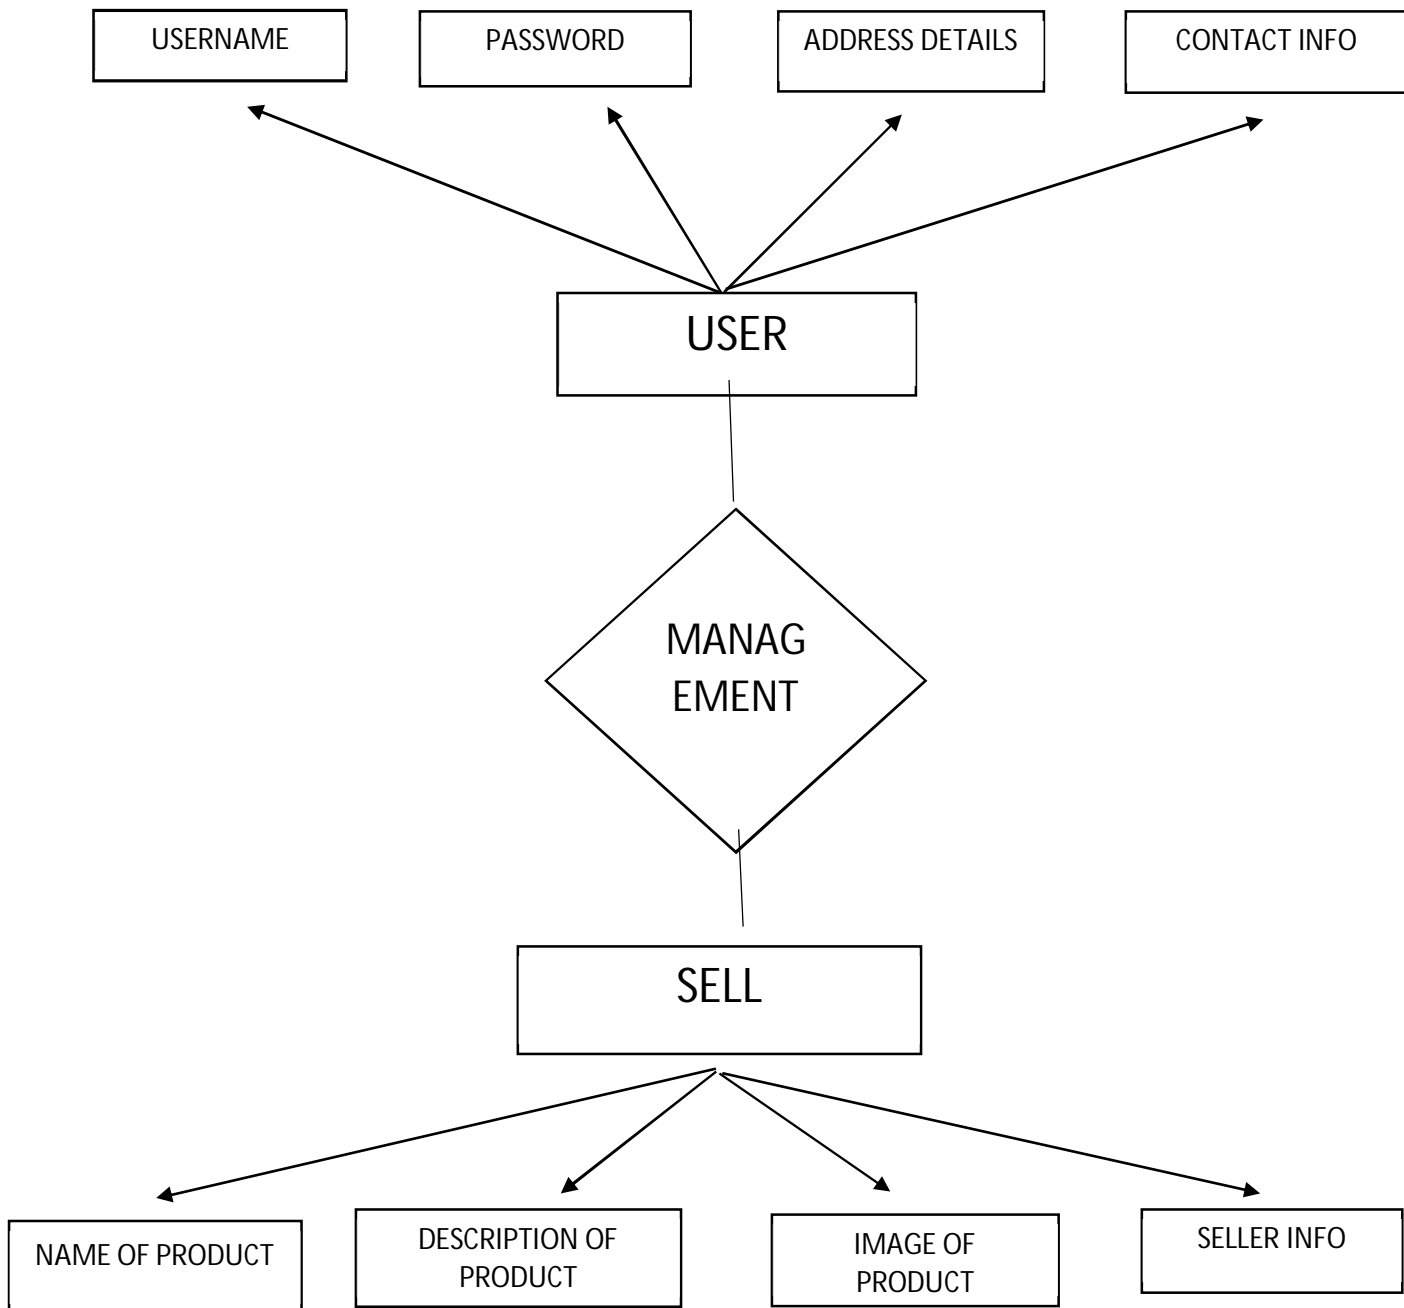 USERNAME
PASSWORD
ADDRESS DETAILS
CONTACT INFO
USER
MANAG
EMENT
SELL
NAME OF PRODUCT
DESCRIPTION OF
PRODUCT
IMAGE OF
PRODUCT
SELLER INFO